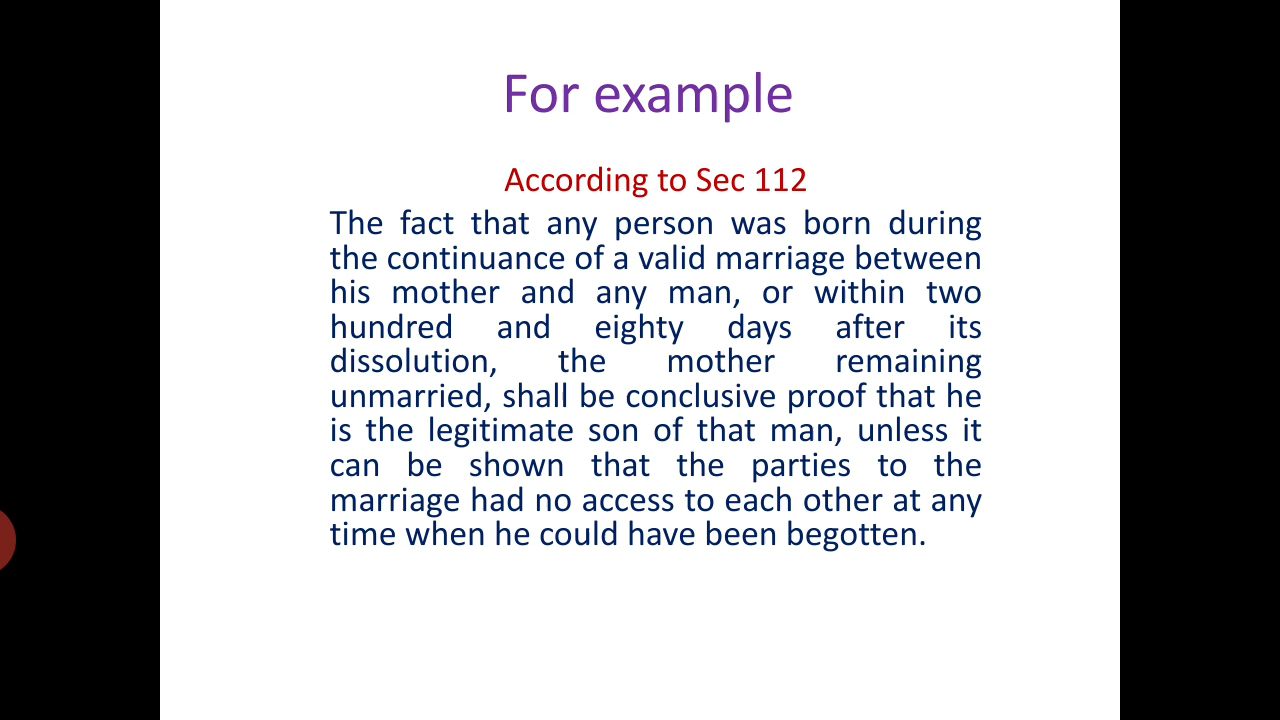 For example
According to Sec 112
The fact that any person was born during
the continuance of a valid marriage between
his mother and any man, or within two
hundred and eighty days after its
dissolution, the mother remaining
unmarried, shall be conclusive proof that he
is the legitimate son of that man, unless it
can be shown that the parties to the
marriage had no access to each other at any
time when he could have been begotten.